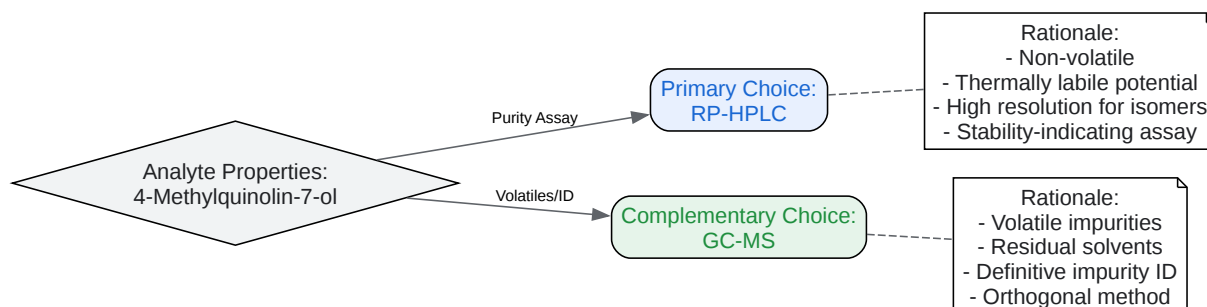 Analyte Properties:
4-Methylquinolin-7-ol
Purity Assay
Volatiles/ID
Primary Choice:
RP-HPLC
Rationale:
- Non-volatile
- Thermally labile potential
- High resolution for isomers
- Stability-indicating assay
Complementary Choice:
GC-MS
Rationale:
- Volatile impurities
- Residual solvents
- Definitive impurity ID
- Orthogonal method